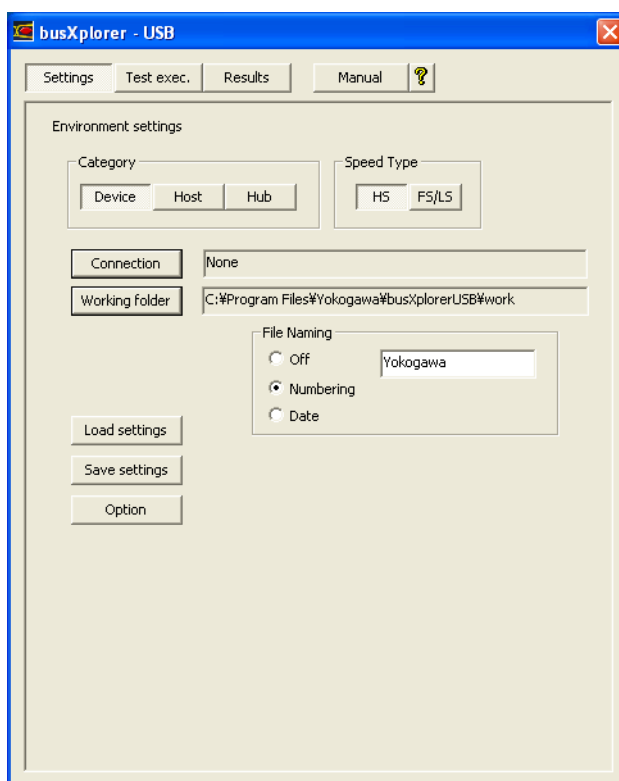 busXplorer - USB
Settings Test exec. Results Manual ?
Environment settings
Category Speed Type
Device Host Hub HS FS/LS
Connection None
Working folder C:¥Program Files¥Yokogawa¥busXplorerUSB¥work
File Naming
Off Yokogawa
Numbering
Date
Load settings
Save settings
Option